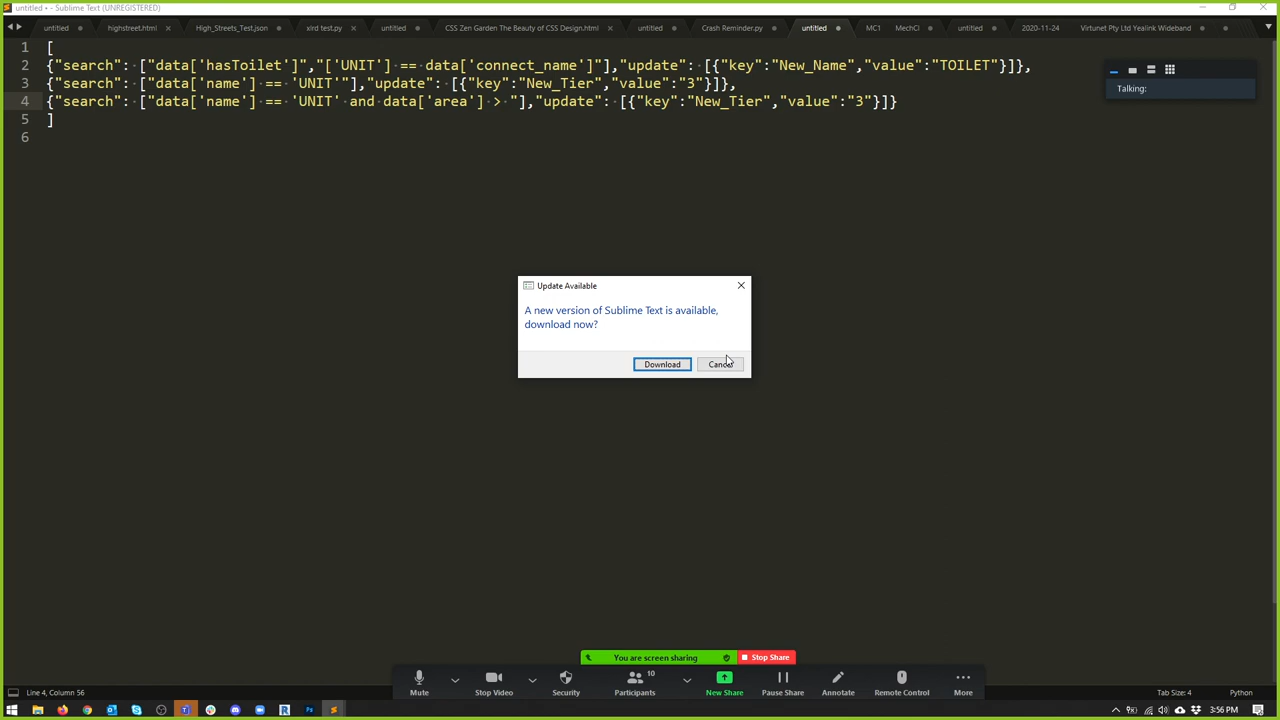 untitled • - Sublime Text (UNREGISTERED)
untitled highstreet.html High_Streets_Test.json xird test.py untitled CSS Zen Garden The Beauty of CSS Design.html untitled Crash Reminder.py untitled MC1 MechCl untitled 2020-11-24 Virtunet Pty Ltd Yealink Wideband
1 [
2 {"search": ["data['hasToilet']","['UNIT'] == data['connect_name']"],"update": [{"key":"New_Name","value":"TOILET"}]},
3 {"search": ["data['name'] == 'UNIT'"],"update": [{"key":"New_Tier","value":"3"}]},
4 {"search": ["data['name'] == 'UNIT' and data['area'] > "],"update": [{"key":"New_Tier","value":"3"}]}
5 ]
6
Talking:
Update Available
A new version of Sublime Text is available,
download now?
Download Cancel
You are screen sharing Stop Share
10
Mute Stop Video Security Participants New Share Pause Share Annotate Remote Control More
Line 4, Column 56 Tab Size: 4 Python
3:56 PM